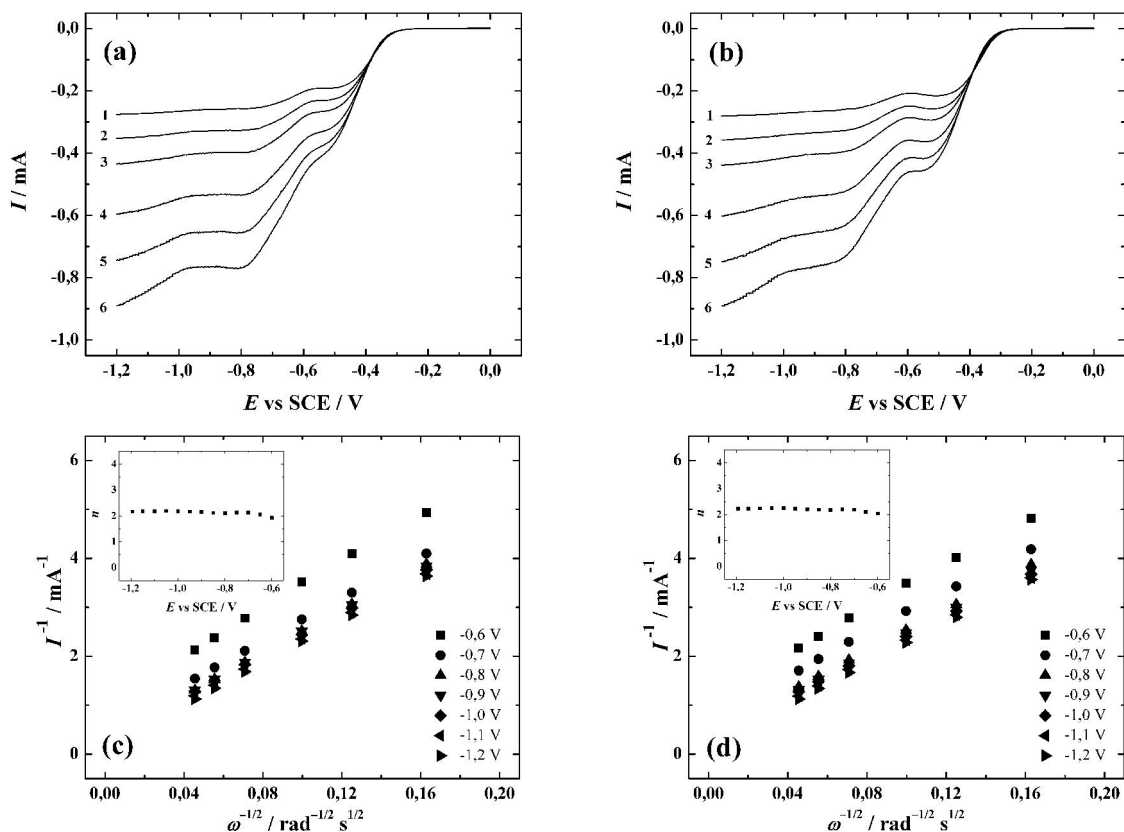 (a)
0,0
-0,2
-0,4
-0,6
-0,8
-1,0
I / mA
1
2
3
4
5
6
-1,2 -1,0 -0,8 -0,6 -0,4 -0,2 0,0
E vs SCE / V
(b)
0,0
-0,2
-0,4
-0,6
-0,8
-1,0
I / mA
1
2
3
4
5
6
-1,2 -1,0 -0,8 -0,6 -0,4 -0,2 0,0
E vs SCE / V
6
4
2
0
I⁻¹ / mA⁻¹
4
3
2
1
0
n
-1,2 -1,0 -0,8 -0,6
E vs SCE / V
-0,6 V
-0,7 V
-0,8 V
-0,9 V
-1,0 V
-1,1 V
-1,2 V
(c)
0,00 0,04 0,08 0,12 0,16 0,20
ω⁻¹/² / rad⁻¹/² s¹/²
6
4
2
0
I⁻¹ / mA⁻¹
4
3
2
1
0
n
-1,2 -1,0 -0,8 -0,6
E vs SCE / V
-0,6 V
-0,7 V
-0,8 V
-0,9 V
-1,0 V
-1,1 V
-1,2 V
(d)
0,00 0,04 0,08 0,12 0,16 0,20
ω⁻¹/² / rad⁻¹/² s¹/²